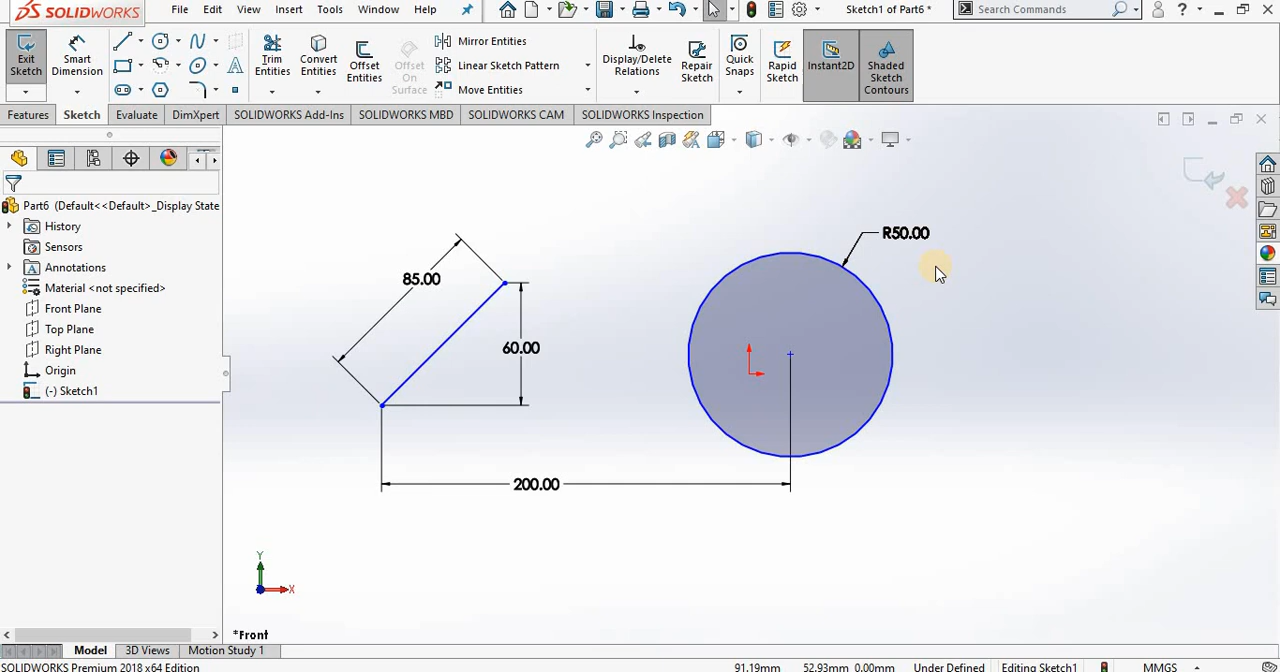 SOLIDWORKS File Edit View Insert Tools Window Help Sketch1 of Part6 * Search Commands ?
Exit Sketch
Smart Dimension
Trim Entities
Convert Entities
Offset Entities
Offset On Surface
Mirror Entities
Linear Sketch Pattern
Move Entities
Display/Delete Relations
Repair Sketch
Quick Snaps
Rapid Sketch
Instant2D
Shaded Sketch Contours
Features Sketch Evaluate DimXpert SOLIDWORKS Add-Ins SOLIDWORKS MBD SOLIDWORKS CAM SOLIDWORKS Inspection
Part6 (Default<<Default>_Display State
History
Sensors
Annotations
Material <not specified>
Front Plane
Top Plane
Right Plane
Origin
(-) Sketch1
R50.00
85.00
60.00
200.00
Y
X
*Front
Model 3D Views Motion Study 1
SOLIDWORKS Premium 2018 x64 Edition 91.19mm 52.93mm 0.00mm Under Defined Editing Sketch1 MMGS